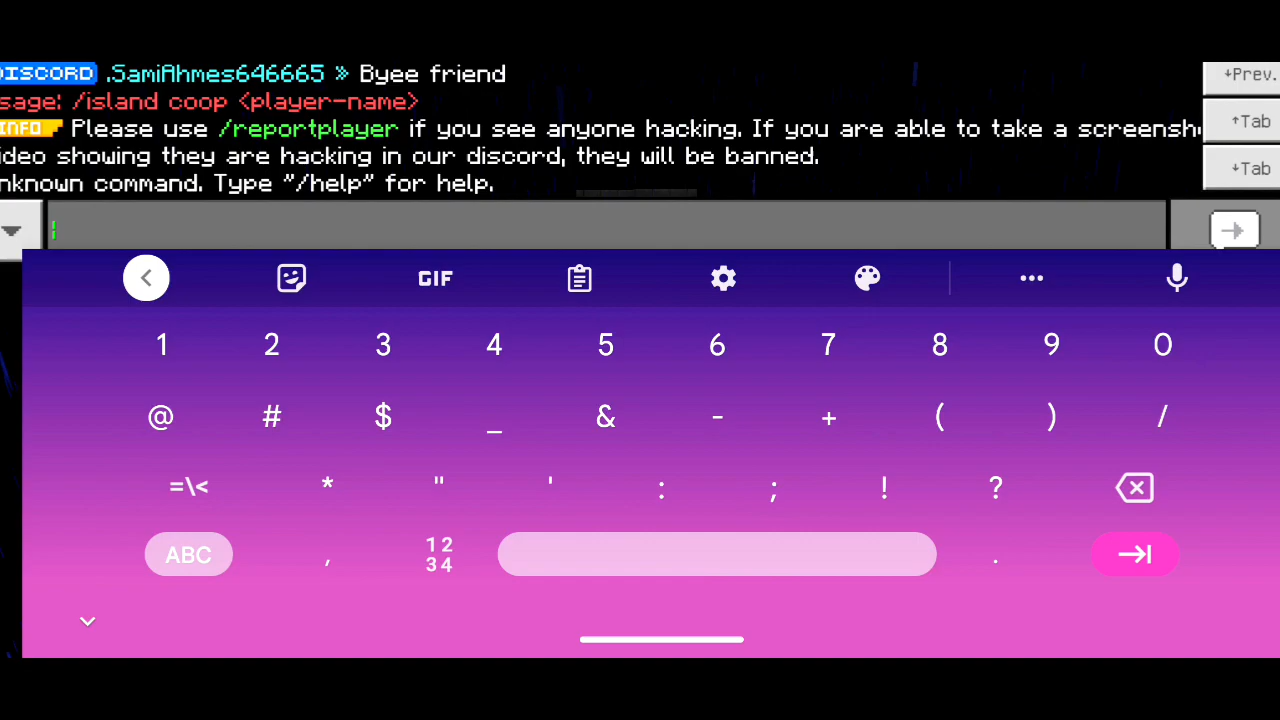 DISCORD .SamiAhmes646665 » Byee friend
sage: /island coop <player-name>
INFO Please use /reportplayer if you see anyone hacking. If you are able to take a screensho
ideo showing they are hacking in our discord, they will be banned.
nknown command. Type "/help" for help.
↓Prev.
↑Tab
↓Tab
GIF
1 2 3 4 5 6 7 8 9 0
@ # $ _ & - + ( ) /
=\< * " ' : ; ! ?
ABC , 12 .
34